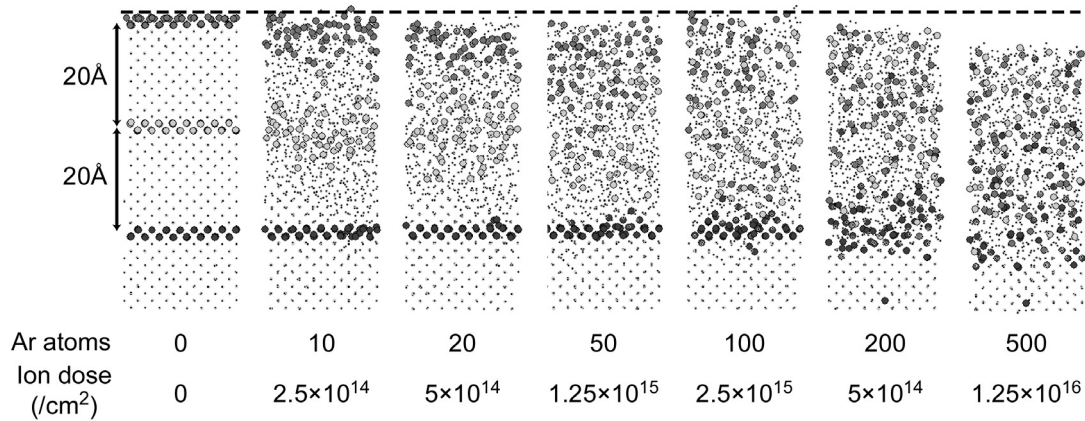 20Å
20Å
Ar atoms 0 10 20 50 100 200 500
Ion dose (/cm²) 0 2.5×10¹⁴ 5×10¹⁴ 1.25×10¹⁵ 2.5×10¹⁵ 5×10¹⁴ 1.25×10¹⁶